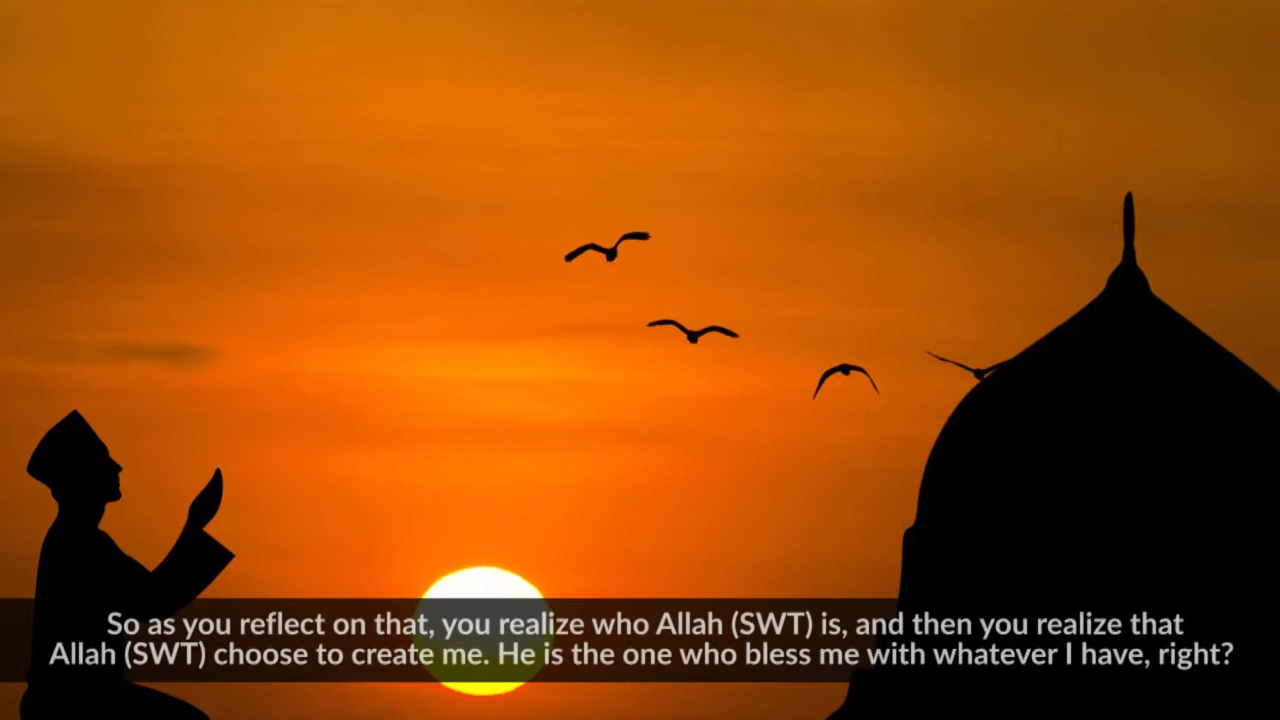 So as you reflect on that, you realize who Allah (SWT) is, and then you realize that
Allah (SWT) choose to create me. He is the one who bless me with whatever I have, right?